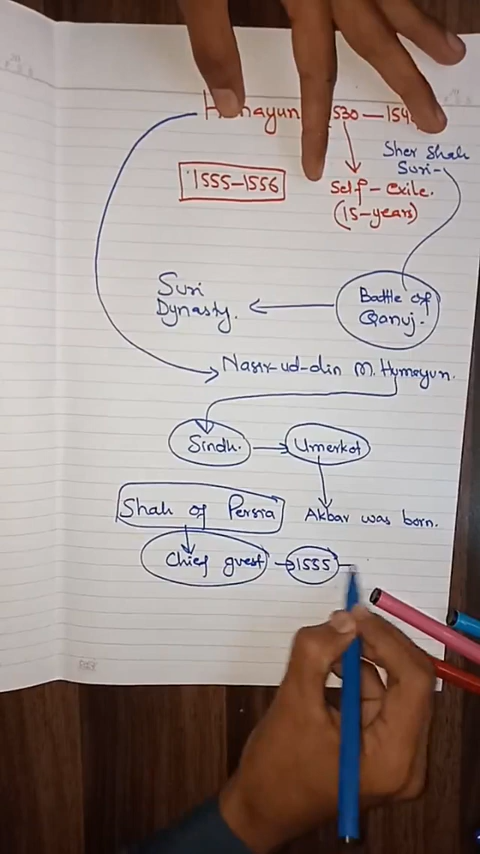 1530 — 154
Sher Shah
Suri-
1555-1556
Self-exile.
(15-years)
Suri
Dynasty.
Battle of
Qanuj.
Nasir-ud-din M. Humayun.
Sindh.
Umerkot
Shah of Persia
Akbar was born.
Chief guest
1555